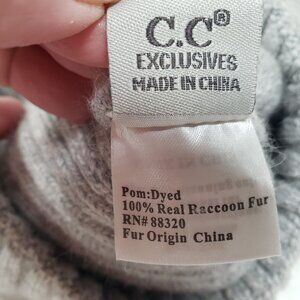 C.C®
EXCLUSIVES
MADE IN CHINA
Pom:Dyed
100% Real Raccoon Fur
RN# 88320
Fur Origin China